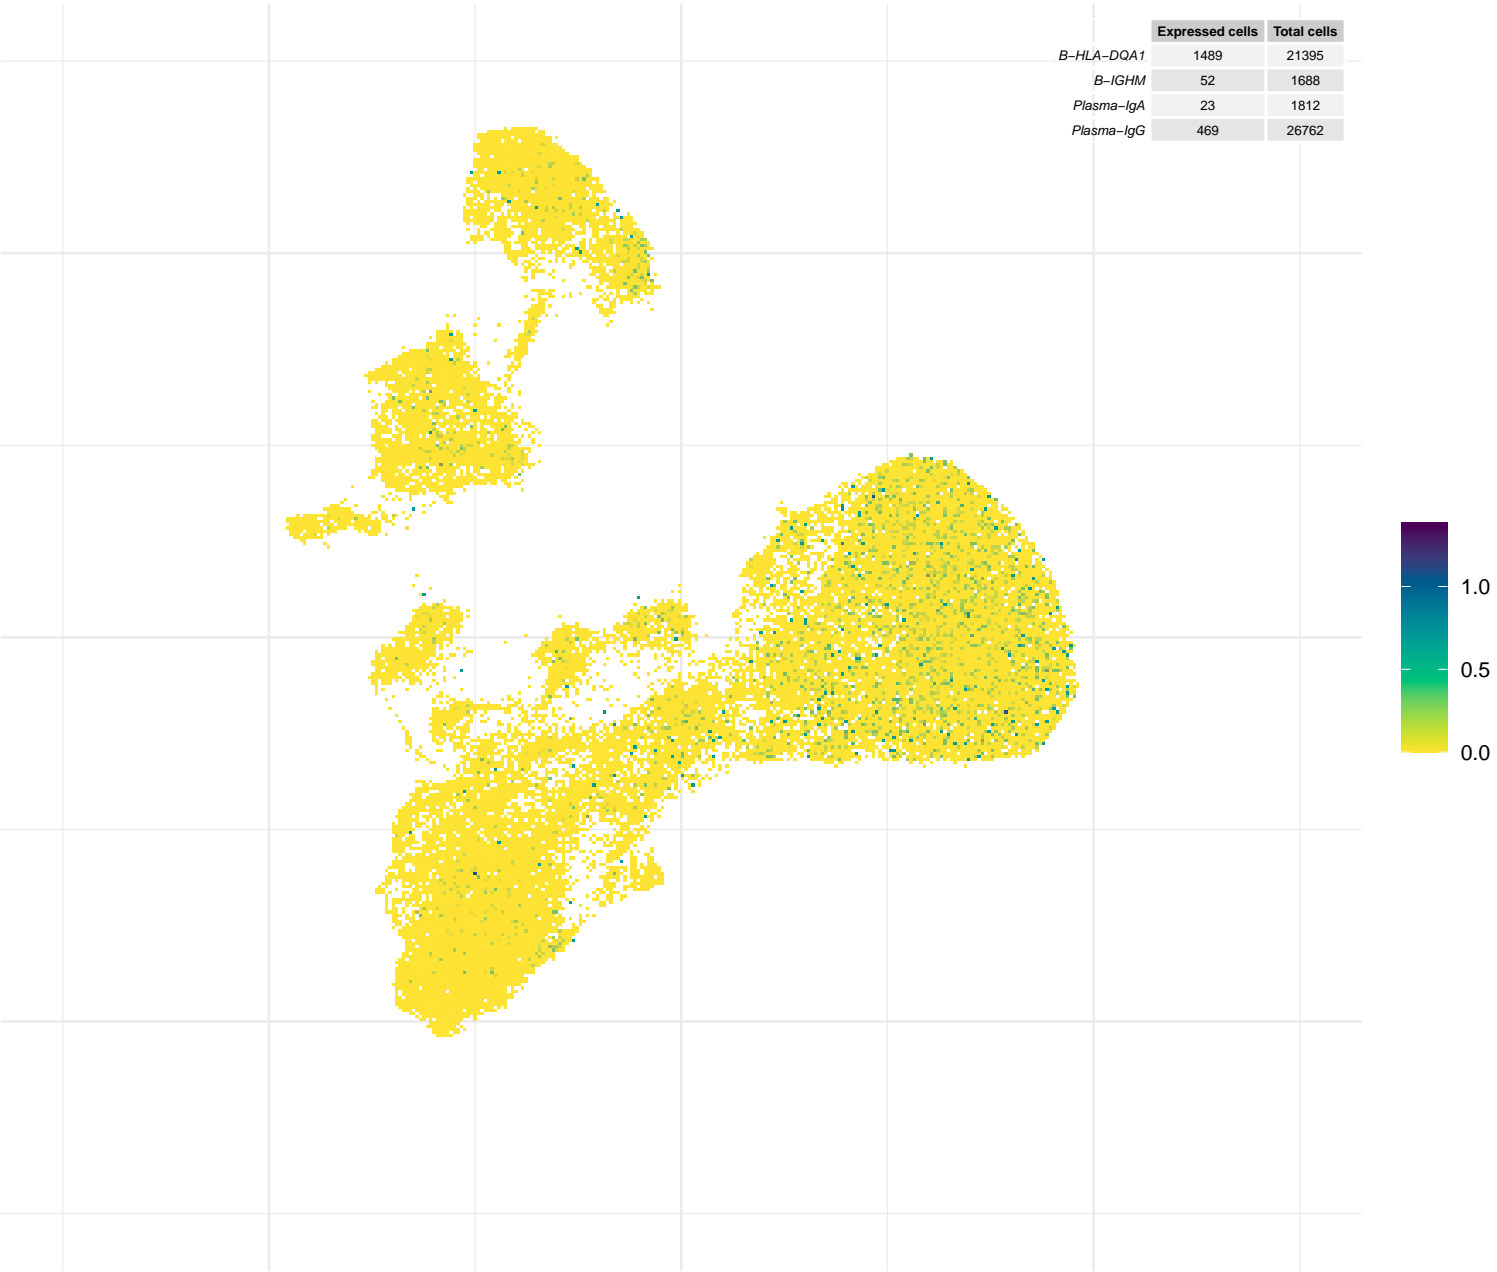 Expressed cells Total cells
B−HLA−DQA1 1489 21395
B−IGHM 52 1688
Plasma−IgA 23 1812
Plasma−IgG 469 26762
1.0
0.5
0.0